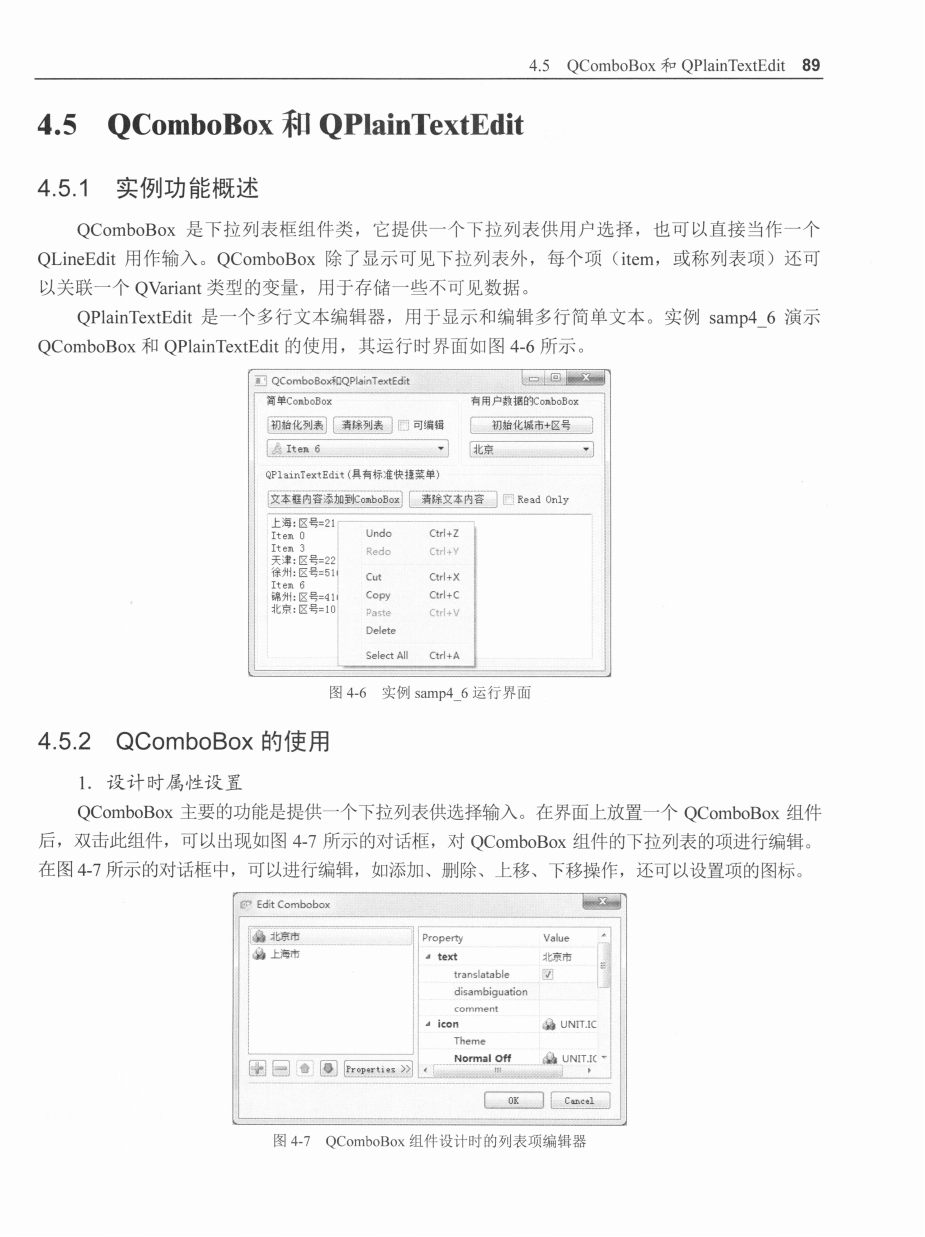 4.5 QComboBox 和 QPlainTextEdit 89
4.5 QComboBox 和 QPlainTextEdit
4.5.1 实例功能概述
QComboBox 是下拉列表框组件类，它提供一个下拉列表供用户选择，也可以直接当作一个
QLineEdit 用作输入。QComboBox 除了显示可见下拉列表外，每个项（item，或称列表项）还可
以关联一个 QVariant 类型的变量，用于存储一些不可见数据。
QPlainTextEdit 是一个多行文本编辑器，用于显示和编辑多行简单文本。实例 samp4_6 演示
QComboBox 和 QPlainTextEdit 的使用，其运行时界面如图 4-6 所示。
QComboBox和QPlainTextEdit
简单ComboBox 有用户数据的ComboBox
初始化列表 清除列表 可编辑 初始化城市+区号
Item 6 北京
QPlainTextEdit(具有标准快捷菜单)
文本框内容添加到ComboBox 清除文本内容 Read Only
上海:区号=21
Item 0
Item 3
天津:区号=22
徐州:区号=51
Item 6
锦州:区号=41
北京:区号=10
Undo Ctrl+Z
Redo Ctrl+Y
Cut Ctrl+X
Copy Ctrl+C
Paste Ctrl+V
Delete
Select All Ctrl+A
图 4-6 实例 samp4_6 运行界面
4.5.2 QComboBox 的使用
1．设计时属性设置
QComboBox 主要的功能是提供一个下拉列表供选择输入。在界面上放置一个 QComboBox 组件
后，双击此组件，可以出现如图 4-7 所示的对话框，对 QComboBox 组件的下拉列表的项进行编辑。
在图 4-7 所示的对话框中，可以进行编辑，如添加、删除、上移、下移操作，还可以设置项的图标。
Edit Combobox
北京市
上海市
Property Value
text 北京市
translatable
disambiguation
comment
icon UNIT.IC
Theme
Normal Off UNIT.IC
Properties >>
OK Cancel
图 4-7 QComboBox 组件设计时的列表项编辑器